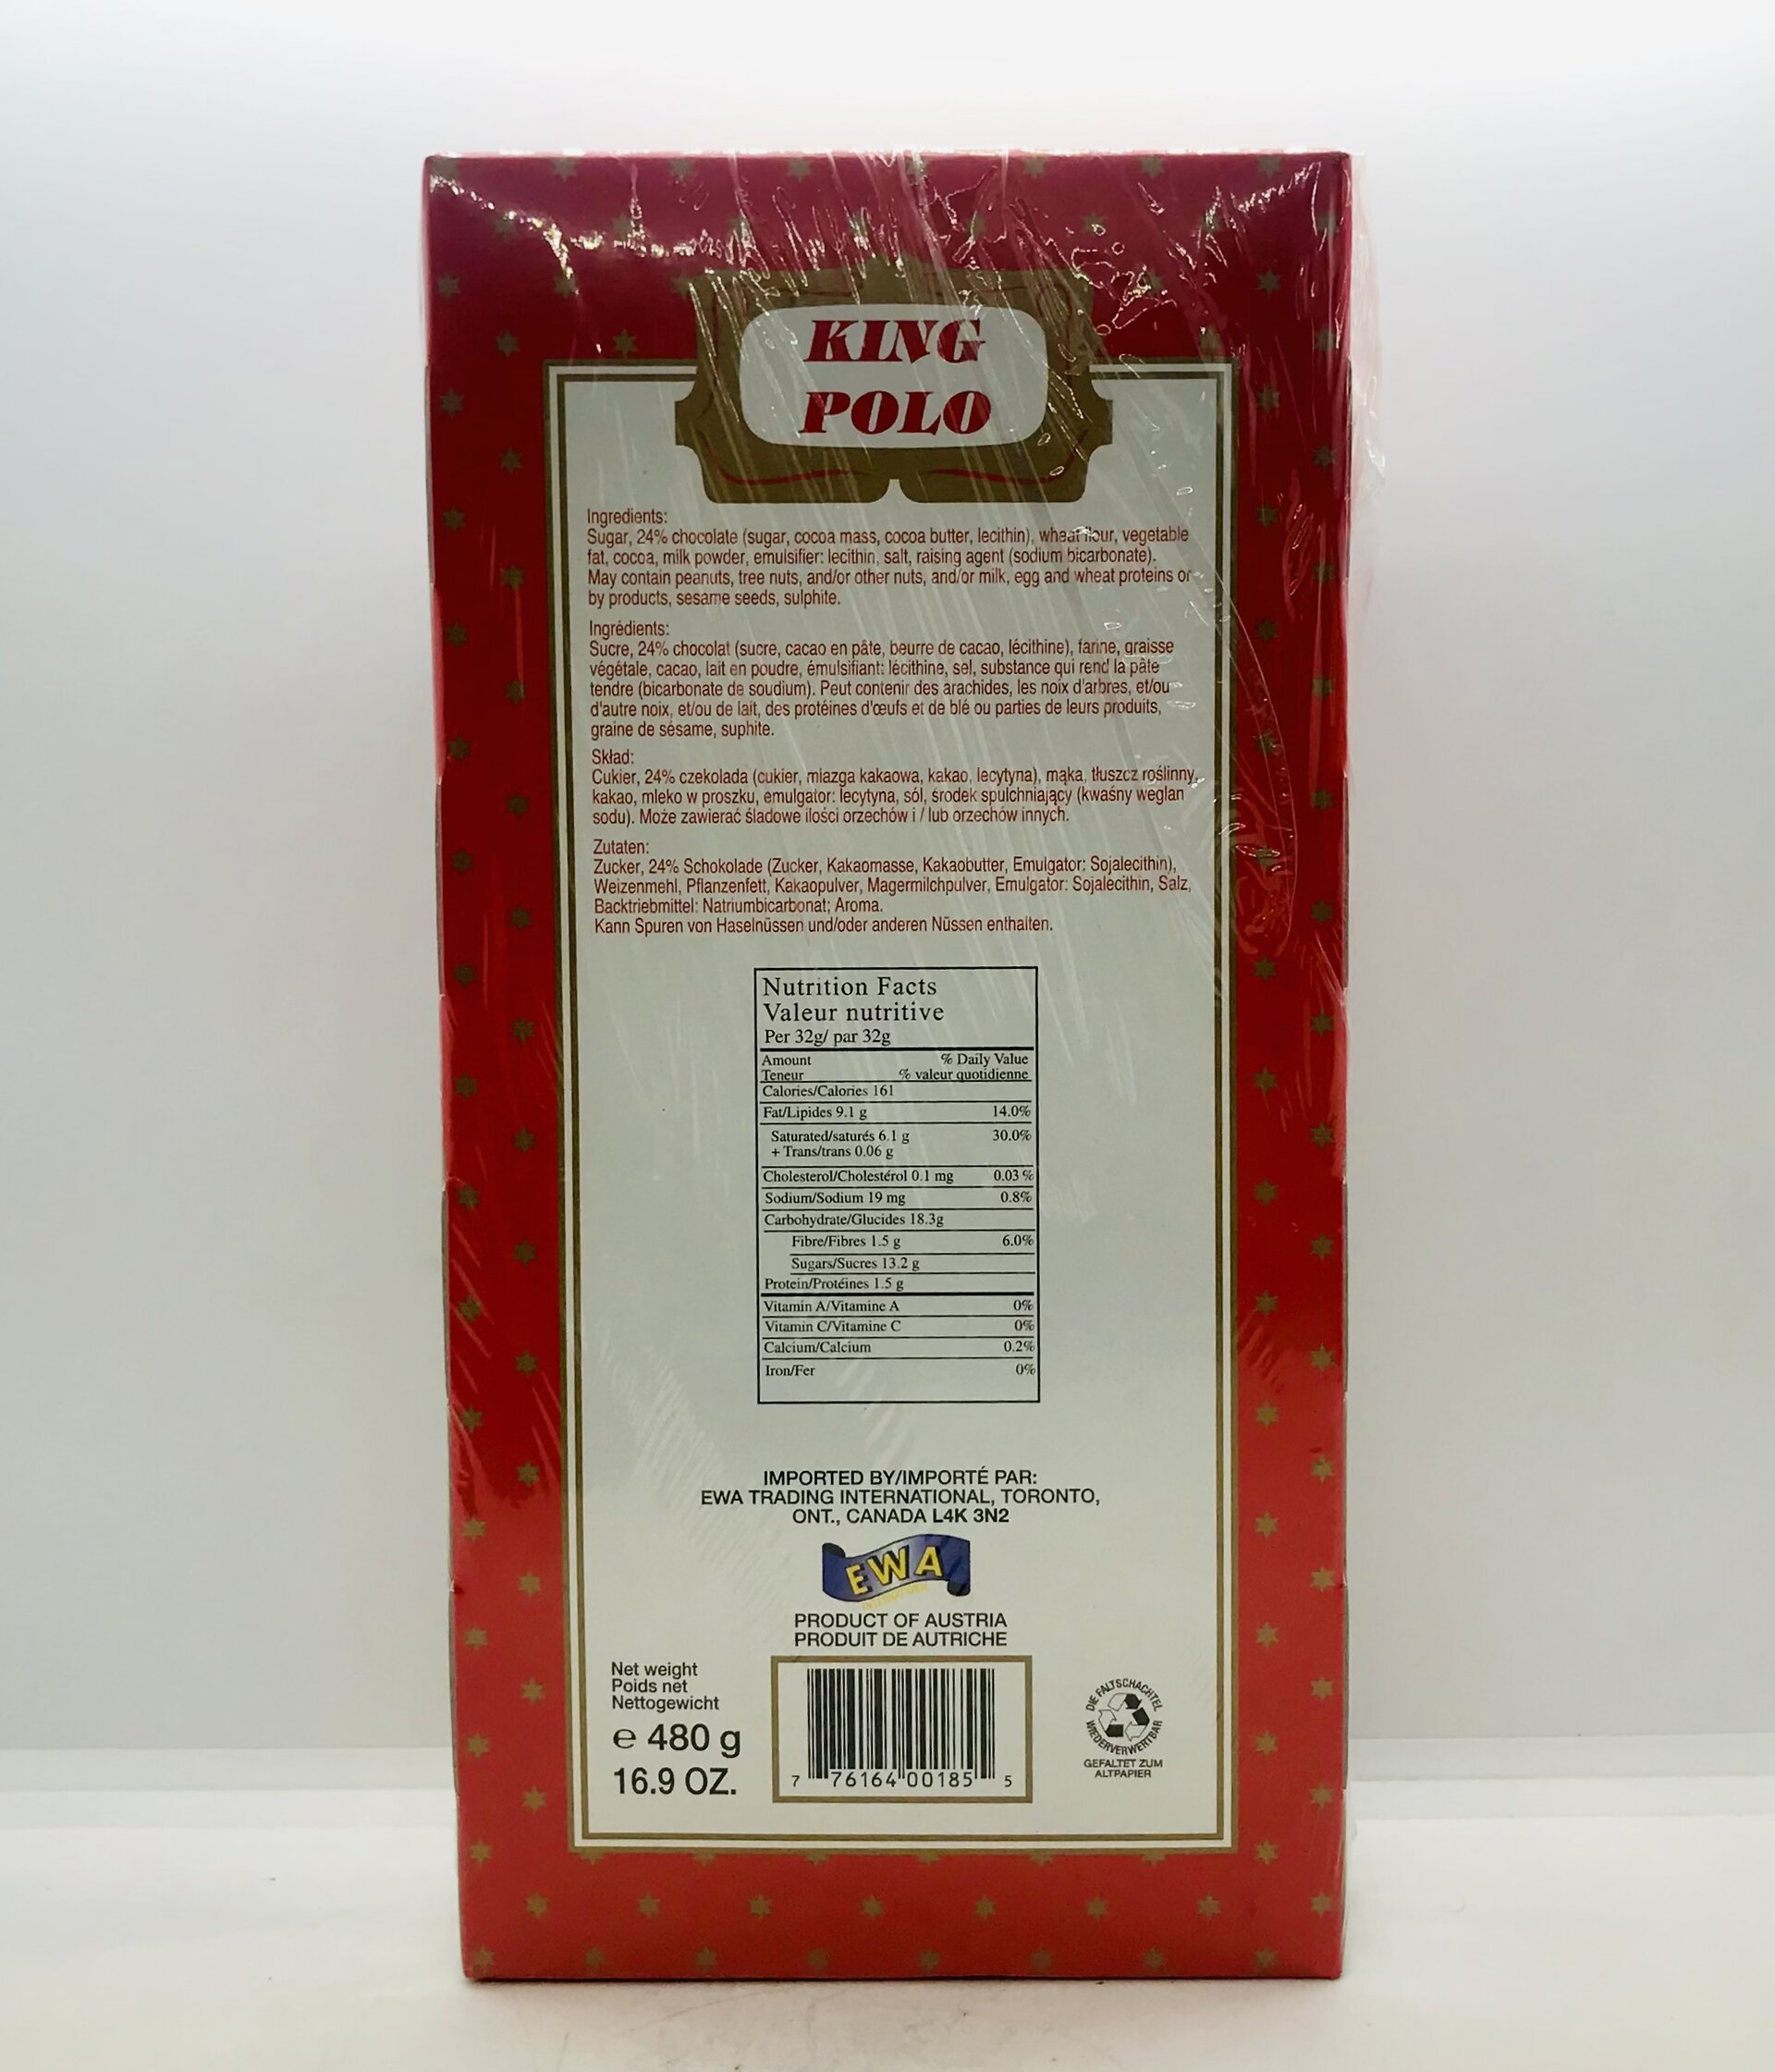 KING
POLO
Ingredients:
Sugar, 24% chocolate (sugar, cocoa mass, cocoa butter, lecithin), wheat flour, vegetable
fat, cocoa, milk powder, emulsifier: lecithin, salt, raising agent (sodium bicarbonate).
May contain peanuts, tree nuts, and/or other nuts, and/or milk, egg and wheat proteins or
by products, sesame seeds, sulphite.
Ingrédients:
Sucre, 24% chocolat (sucre, cacao en pâte, beurre de cacao, lécithine), farine, graisse
végétale, cacao, lait en poudre, émulsifiant: lécithine, sel, substance qui rend la pâte
tendre (bicarbonate de soudium). Peut contenir des arachides, les noix d'arbres, et/ou
d'autre noix, et/ou de lait, des protéines d'œufs et de blé ou parties de leurs produits,
graine de sésame, suphite.
Skład:
Cukier, 24% czekolada (cukier, miazga kakaowa, kakao, lecytyna), mąka, tłuszcz roślinny,
kakao, mleko w proszku, emulgator: lecytyna, sól, środek spulchniający (kwaśny weglan
sodu). Może zawierać śladowe ilości orzechów i / lub orzechów innych.
Zutaten:
Zucker, 24% Schokolade (Zucker, Kakaomasse, Kakaobutter, Emulgator: Sojalecithin),
Weizenmehl, Pflanzenfett, Kakaopulver, Magermilchpulver, Emulgator: Sojalecithin, Salz,
Backtriebmittel: Natriumbicarbonat; Aroma.
Kann Spuren von Haselnüssen und/oder anderen Nüssen enthalten.
Nutrition Facts
Valeur nutritive
Per 32g/ par 32g
Amount % Daily Value
Teneur % valeur quotidienne
Calories/Calories 161
Fat/Lipides 9.1 g 14.0%
Saturated/saturés 6.1 g 30.0%
+ Trans/trans 0.06 g
Cholesterol/Cholestérol 0.1 mg 0.03 %
Sodium/Sodium 19 mg 0.8%
Carbohydrate/Glucides 18.3g
Fibre/Fibres 1.5 g 6.0%
Sugars/Sucres 13.2 g
Protein/Protéines 1.5 g
Vitamin A/Vitamine A 0%
Vitamin C/Vitamine C 0%
Calcium/Calcium 0.2%
Iron/Fer 0%
IMPORTED BY/IMPORTÉ PAR:
EWA TRADING INTERNATIONAL, TORONTO,
ONT., CANADA L4K 3N2
EWA
PRODUCT OF AUSTRIA
PRODUIT DE AUTRICHE
Net weight
Poids net
Nettogewicht
e 480 g
16.9 OZ.
7 76164 00185 5
DIE FALTSCHACHTEL
WIEDERVERWERTBAR
GEFALTET ZUM
ALTPAPIER